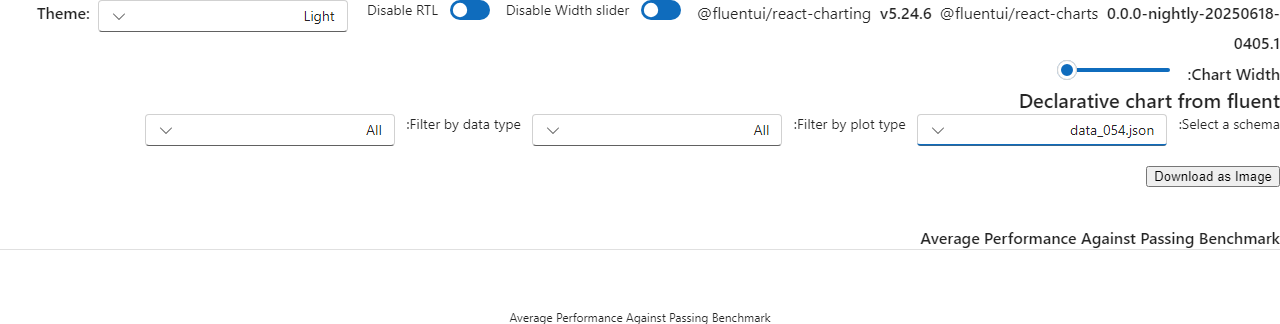 Theme: Light Disable RTL Disable Width slider @fluentui/react-charting v5.24.6 @fluentui/react-charts 0.0.0-nightly-20250618-
0405.1
:Chart Width
Declarative chart from fluent
:Select a schema data_054.json :Filter by plot type All :Filter by data type All
Download as Image
Average Performance Against Passing Benchmark
Average Performance Against Passing Benchmark